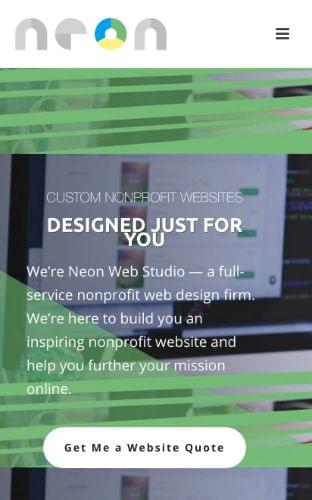 neon
CUSTOM NONPROFIT WEBSITES
DESIGNED JUST FOR
YOU
We’re Neon Web Studio — a full-
service nonprofit web design firm.
We’re here to build you an
inspiring nonprofit website and
help you further your mission
online.
Get Me a Website Quote